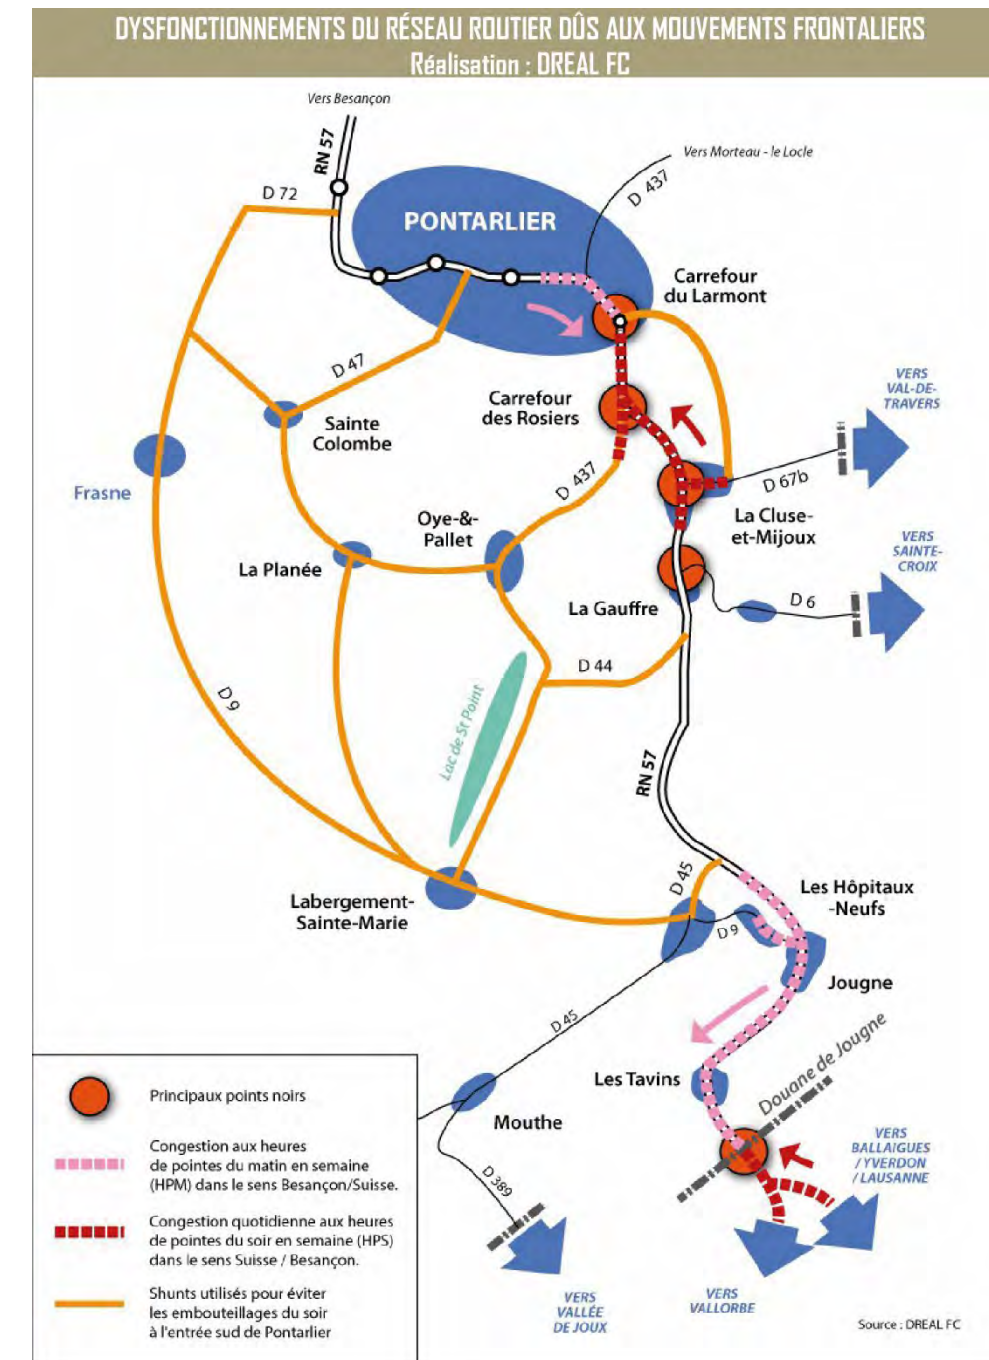 DYSFONCTIONNEMENTS DU RÉSEAU ROUTIER DÛS AUX MOUVEMENTS FRONTALIERS
Réalisation : DREAL FC
Vers Besançon
RN 57
Vers Morteau - le Locle
D 72
D 437
PONTARLIER
Carrefour
du Larmont
D 47
VERS
VAL-DE-
TRAVERS
Carrefour
des Rosiers
Sainte
Colombe
Frasne
D 437
D 67b
Oye-&-
Pallet
La Cluse-
et-Mijoux
VERS
SAINTE-
CROIX
La Planée
La Gauffre
D 6
D 44
D 9
Lac de St Point
RN 57
D 45
Les Hôpitaux
-Neufs
Labergement-
Sainte-Marie
D 9
Jougne
D 45
Douane de Jougne
Les Tavins
Mouthe
VERS
BALLAIGUES
/ YVERDON
/ LAUSANNE
D 389
VERS
VALLÉE
DE JOUX
VERS
VALLORBE
Principaux points noirs
Congestion aux heures
de pointes du matin en semaine
(HPM) dans le sens Besançon/Suisse.
Congestion quotidienne aux heures
de pointes du soir en semaine (HPS)
dans le sens Suisse / Besançon.
Shunts utilisés pour éviter
les embouteillages du soir
à l'entrée sud de Pontarlier
Source : DREAL FC